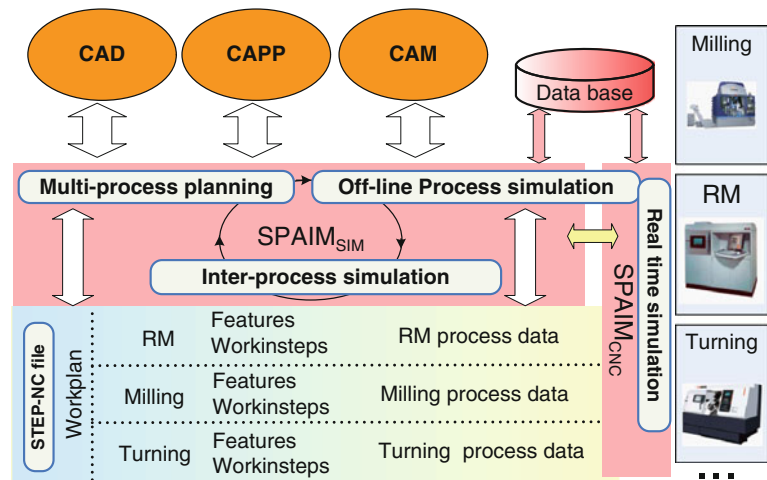 CAD
CAPP
CAM
Data base
Milling
Multi-process planning
Off-line Process simulation
SPAIM_SIM
Inter-process simulation
Real time simulation
SPAIM_CNC
RM
STEP-NC file
Workplan
RM
Features
Workinsteps
RM process data
Milling
Features
Workinsteps
Milling process data
Turning
Features
Workinsteps
Turning process data
Turning
...